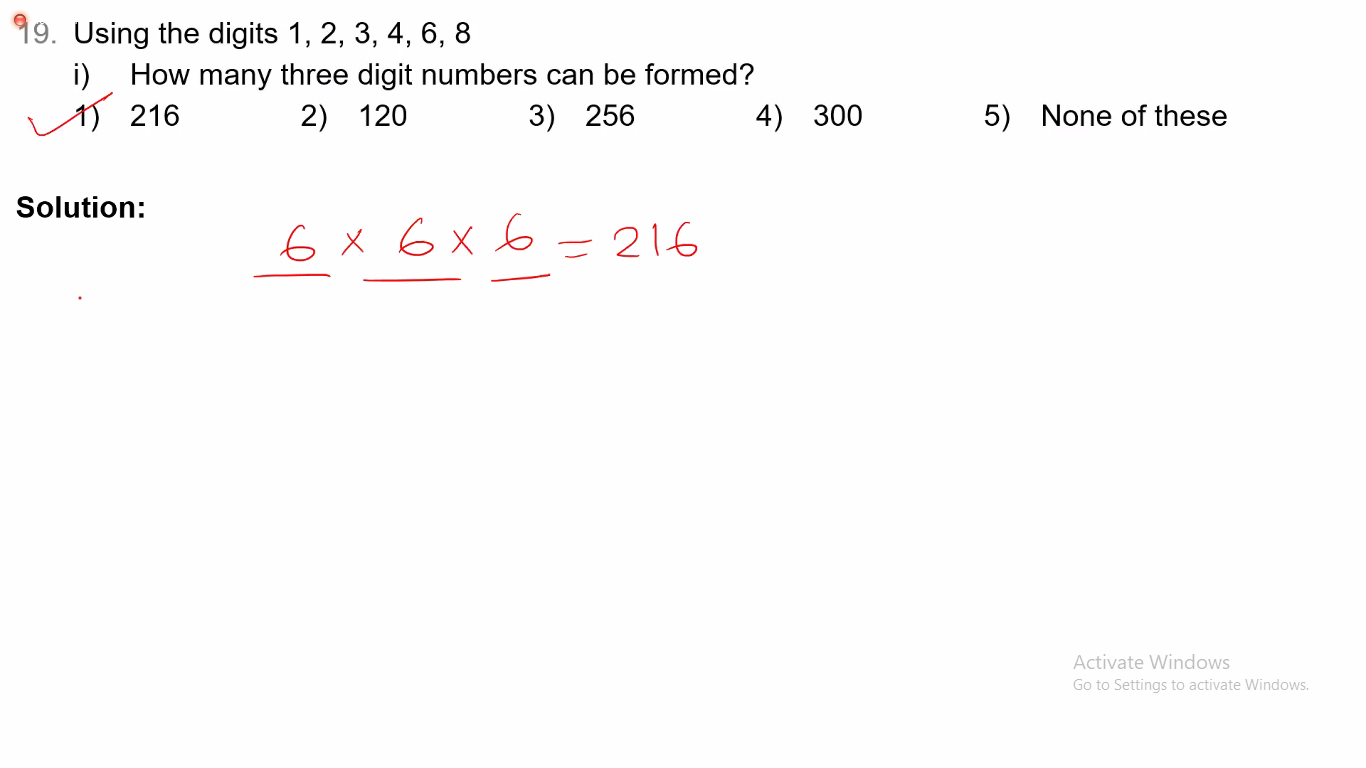 19. Using the digits 1, 2, 3, 4, 6, 8
i) How many three digit numbers can be formed?
1) 216 2) 120 3) 256 4) 300 5) None of these
Solution:
6 × 6 × 6 = 216
Activate Windows
Go to Settings to activate Windows.